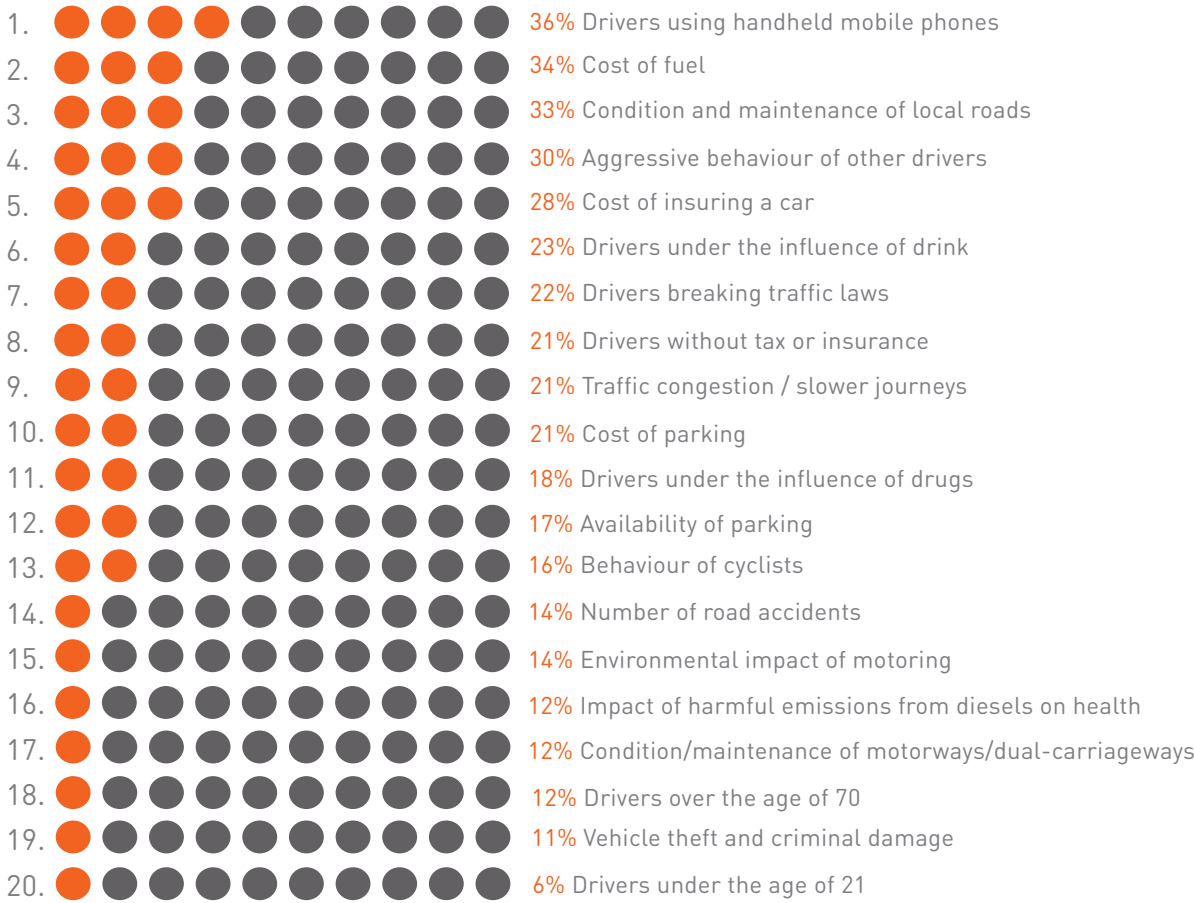 1. 36% Drivers using handheld mobile phones
2. 34% Cost of fuel
3. 33% Condition and maintenance of local roads
4. 30% Aggressive behaviour of other drivers
5. 28% Cost of insuring a car
6. 23% Drivers under the influence of drink
7. 22% Drivers breaking traffic laws
8. 21% Drivers without tax or insurance
9. 21% Traffic congestion / slower journeys
10. 21% Cost of parking
11. 18% Drivers under the influence of drugs
12. 17% Availability of parking
13. 16% Behaviour of cyclists
14. 14% Number of road accidents
15. 14% Environmental impact of motoring
16. 12% Impact of harmful emissions from diesels on health
17. 12% Condition/maintenance of motorways/dual-carriageways
18. 12% Drivers over the age of 70
19. 11% Vehicle theft and criminal damage
20. 6% Drivers under the age of 21